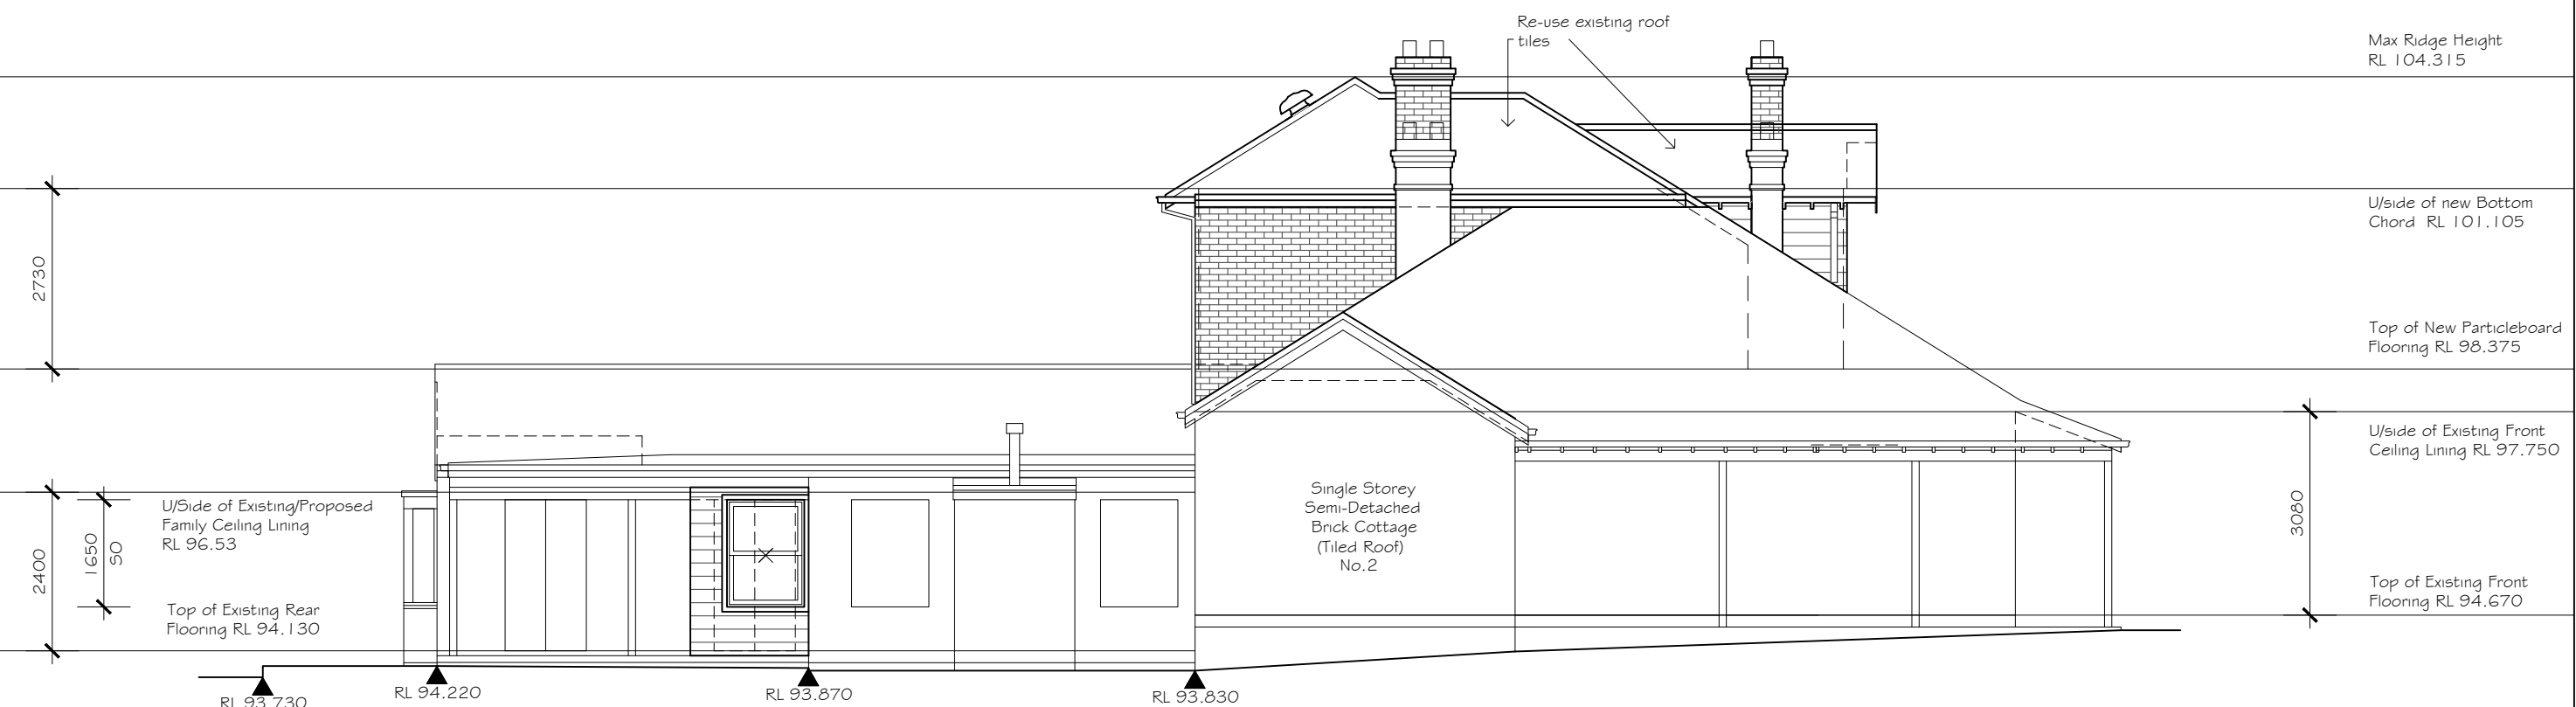 Re-use existing roof
tiles
Max Ridge Height
RL 104.315
U/side of new Bottom
Chord RL 101.105
2730
Top of New Particleboard
Flooring RL 98.375
U/side of Existing Front
Ceiling Lining RL 97.750
U/Side of Existing/Proposed
Family Ceiling Lining
RL 96.53
2400
1650
50
Single Storey
Semi-Detached
Brick Cottage
(Tiled Roof)
No.2
3080
Top of Existing Rear
Flooring RL 94.130
Top of Existing Front
Flooring RL 94.670
RL 93.730
RL 94.220
RL 93.870
RL 93.830